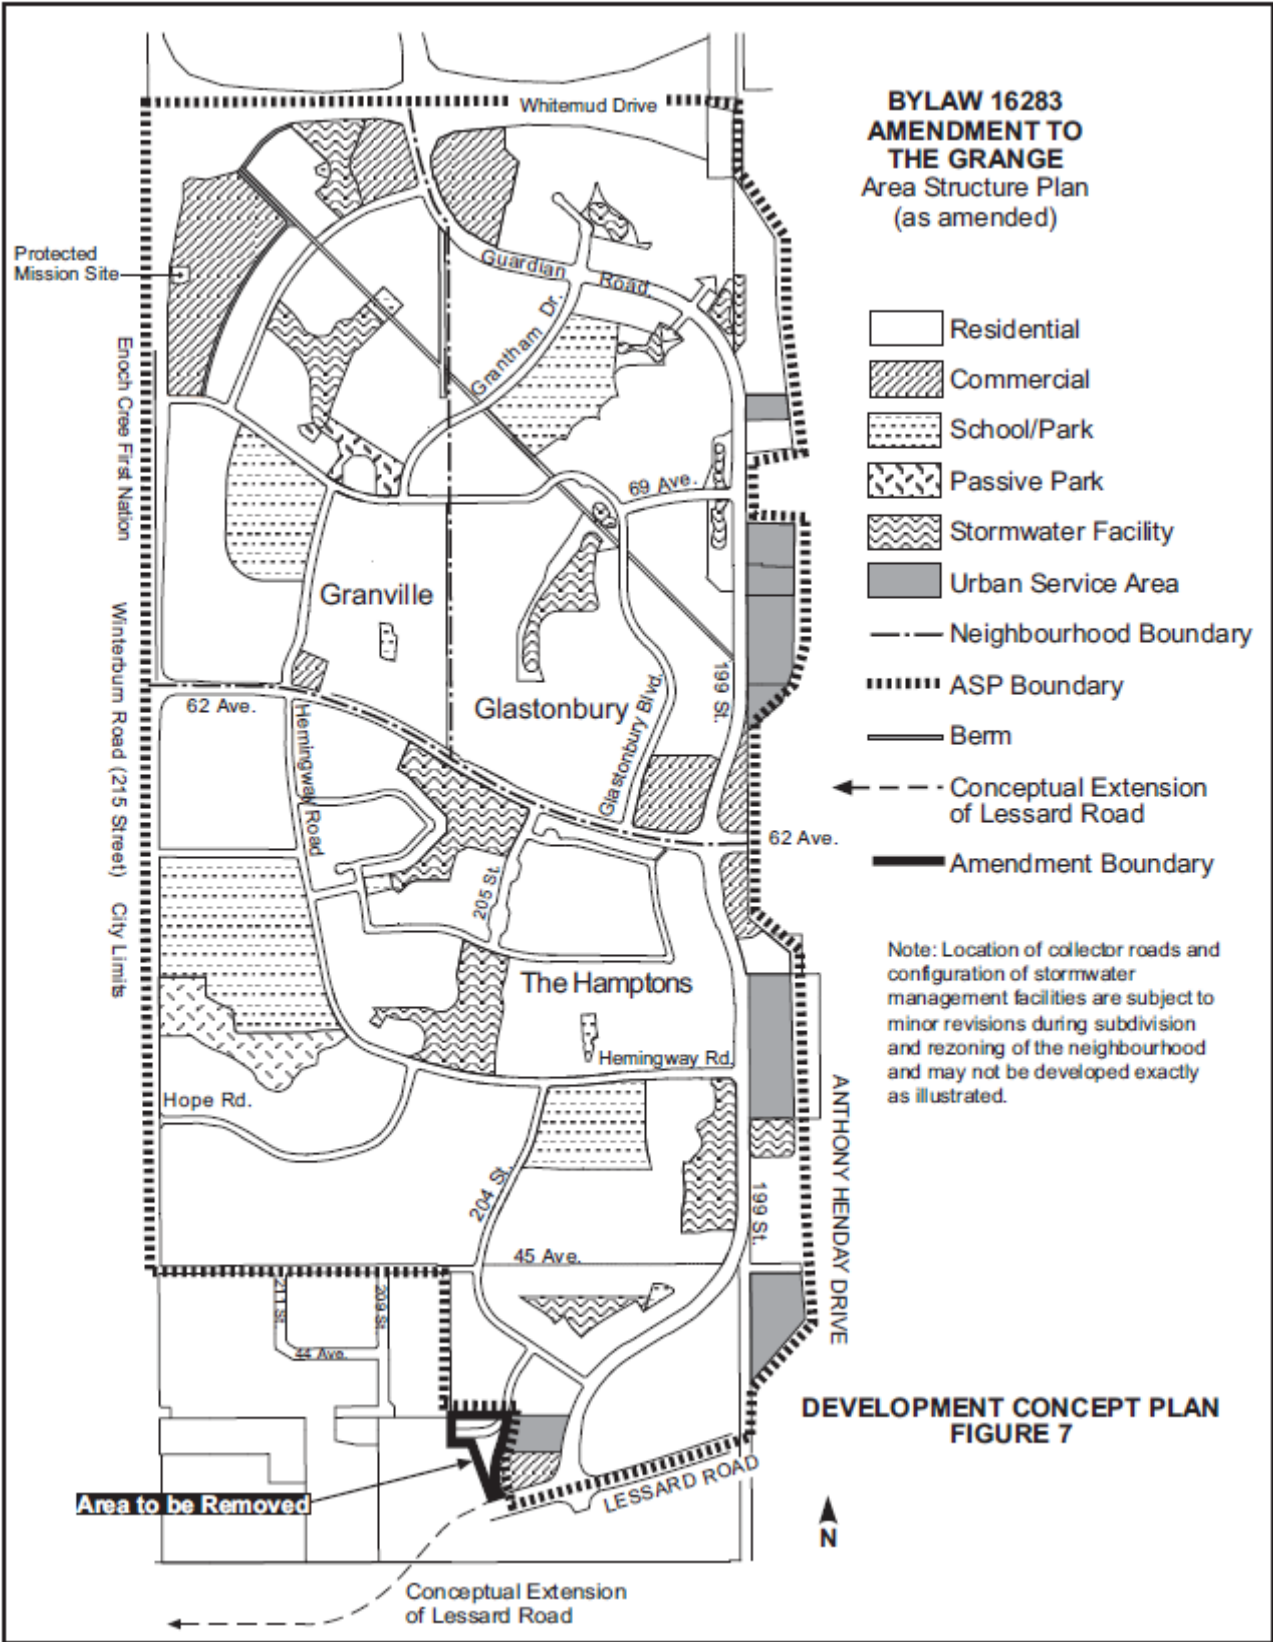 BYLAW 16283
AMENDMENT TO
THE GRANGE
Area Structure Plan
(as amended)
Whitemud Drive
Protected
Mission Site
Guardian
Road
Grantham Dr.
Enoch Cree First Nation
69 Ave.
Granville
Glastonbury
Glastonbury Blvd.
199 St.
62 Ave.
Hemingway Road
Winterburn Road (215 Street) City Limits
62 Ave.
205 St.
The Hamptons
Hemingway Rd.
Hope Rd.
204 St.
199 St.
45 Ave.
211 St.
209 St.
44 Ave.
ANTHONY HENDAY DRIVE
LESSARD ROAD
Area to be Removed
Conceptual Extension
of Lessard Road
Residential
Commercial
School/Park
Passive Park
Stormwater Facility
Urban Service Area
Neighbourhood Boundary
ASP Boundary
Berm
Conceptual Extension
of Lessard Road
Amendment Boundary
Note: Location of collector roads and
configuration of stormwater
management facilities are subject to
minor revisions during subdivision
and rezoning of the neighbourhood
and may not be developed exactly
as illustrated.
DEVELOPMENT CONCEPT PLAN
FIGURE 7
N